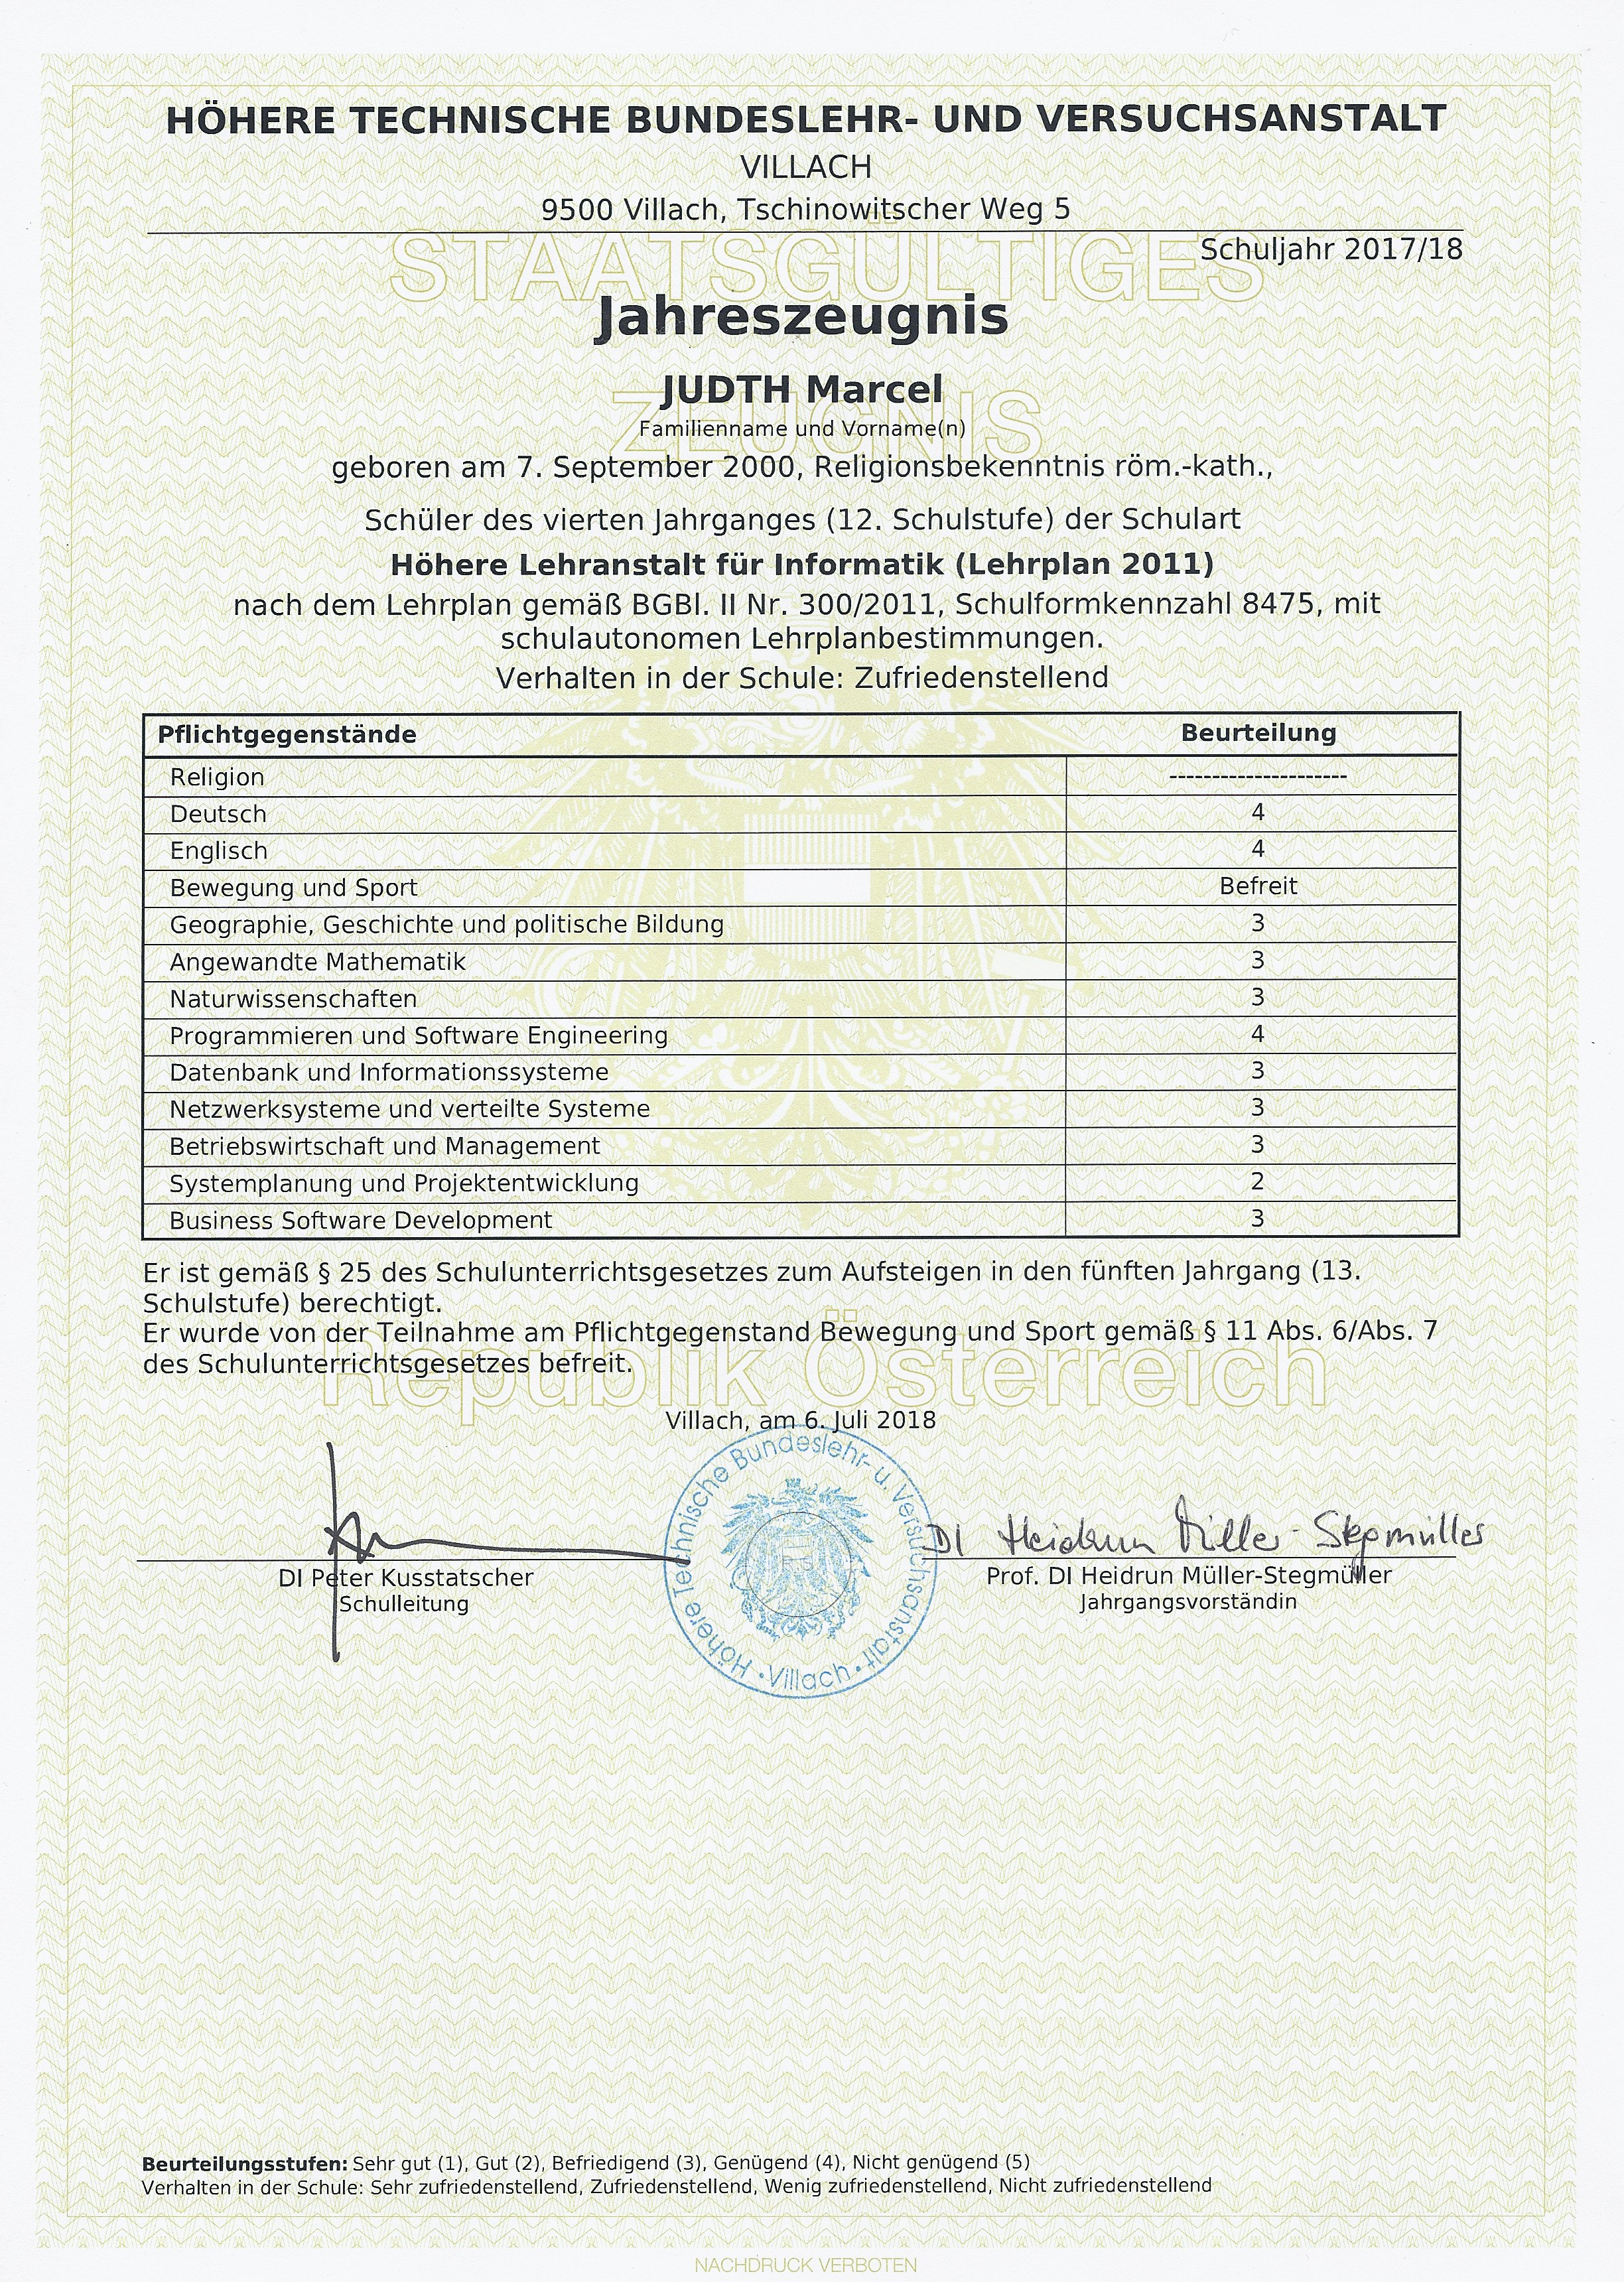 HÖHERE TECHNISCHE BUNDESLEHR- UND VERSUCHSANSTALT
VILLACH
9500 Villach, Tschinowitscher Weg 5
Schuljahr 2017/18
STAATSGÜLTIGES
Jahreszeugnis
JUDTH Marcel
ZEUGNIS
Familienname und Vorname(n)
geboren am 7. September 2000, Religionsbekenntnis röm.-kath.,
Schüler des vierten Jahrganges (12. Schulstufe) der Schulart
Höhere Lehranstalt für Informatik (Lehrplan 2011)
nach dem Lehrplan gemäß BGBl. II Nr. 300/2011, Schulformkennzahl 8475, mit
schulautonomen Lehrplanbestimmungen.
Verhalten in der Schule: Zufriedenstellend
Pflichtgegenstände Beurteilung
Religion ---------------------
Deutsch 4
Englisch 4
Bewegung und Sport Befreit
Geographie, Geschichte und politische Bildung 3
Angewandte Mathematik 3
Naturwissenschaften 3
Programmieren und Software Engineering 4
Datenbank und Informationssysteme 3
Netzwerksysteme und verteilte Systeme 3
Betriebswirtschaft und Management 3
Systemplanung und Projektentwicklung 2
Business Software Development 3
Er ist gemäß § 25 des Schulunterrichtsgesetzes zum Aufsteigen in den fünften Jahrgang (13.
Schulstufe) berechtigt.
Er wurde von der Teilnahme am Pflichtgegenstand Bewegung und Sport gemäß § 11 Abs. 6/Abs. 7
des Schulunterrichtsgesetzes befreit.
Republik Österreich
Villach, am 6. Juli 2018
Höhere Technische Bundeslehr- u. Versuchsanstalt • Villach •
DI Heidrun Müller-Stegmüller
DI Peter Kusstatscher
Schulleitung
Prof. DI Heidrun Müller-Stegmüller
Jahrgangsvorständin
Beurteilungsstufen: Sehr gut (1), Gut (2), Befriedigend (3), Genügend (4), Nicht genügend (5)
Verhalten in der Schule: Sehr zufriedenstellend, Zufriedenstellend, Wenig zufriedenstellend, Nicht zufriedenstellend
NACHDRUCK VERBOTEN